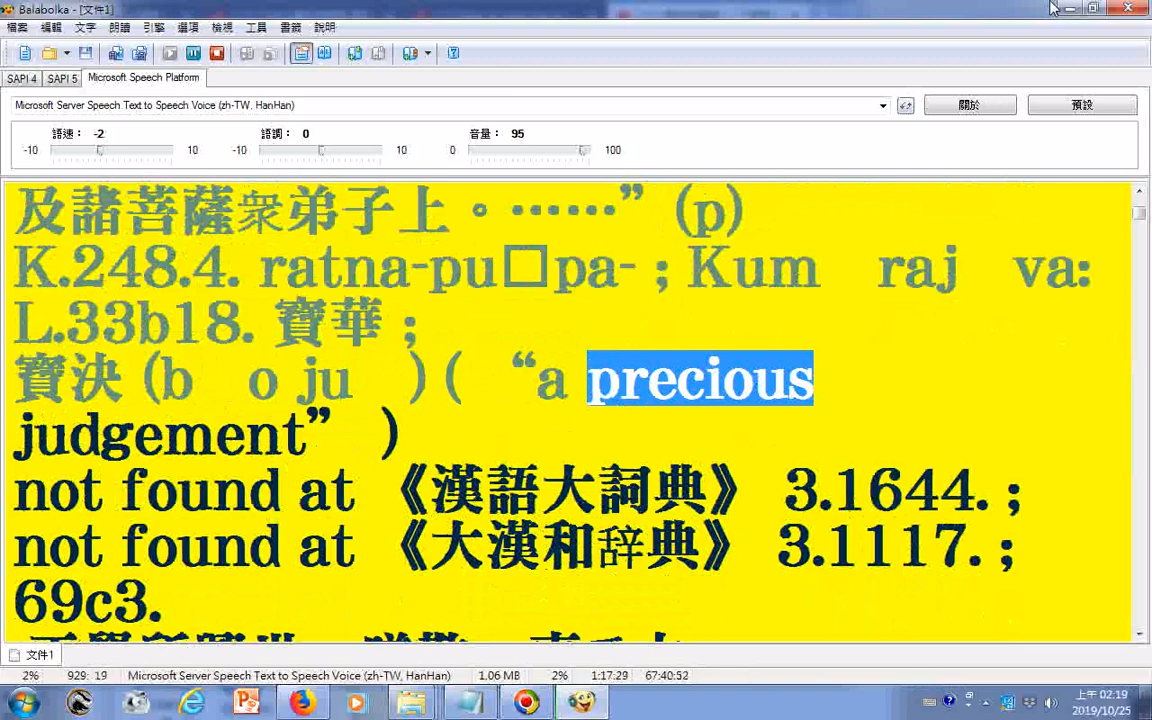 Balabolka - [文件1]
檔案 編輯 文字 朗讀 引擎 選項 檢視 工具 書籤 說明
SAPI 4 SAPI 5 Microsoft Speech Platform
Microsoft Server Speech Text to Speech Voice (zh-TW, HanHan)
關於 預設
語速： -2 語調： 0 音量： 95
-10 10 -10 10 0 100
及諸菩薩衆弟子上。……” (p)
K.248.4. ratna-pu□pa- ; Kum raj va:
L.33b18. 寶華 ;
寶決 (b o ju ) ( “a precious
judgement” )
not found at 《漢語大詞典》 3.1644. ;
not found at 《大漢和辞典》 3.1117. ;
69c3.
文件1
2% 929: 19 Microsoft Server Speech Text to Speech Voice (zh-TW, HanHan) 1.06 MB 2% 1:17:29 67:40:52
上午 02:19
2019/10/25